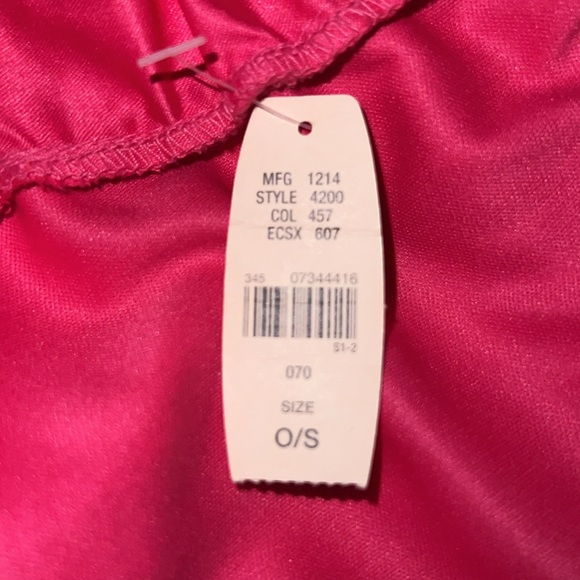 MFG 1214
STYLE 4200
COL 457
ECSX 607
345 07344416
S1-2
070
SIZE
O/S